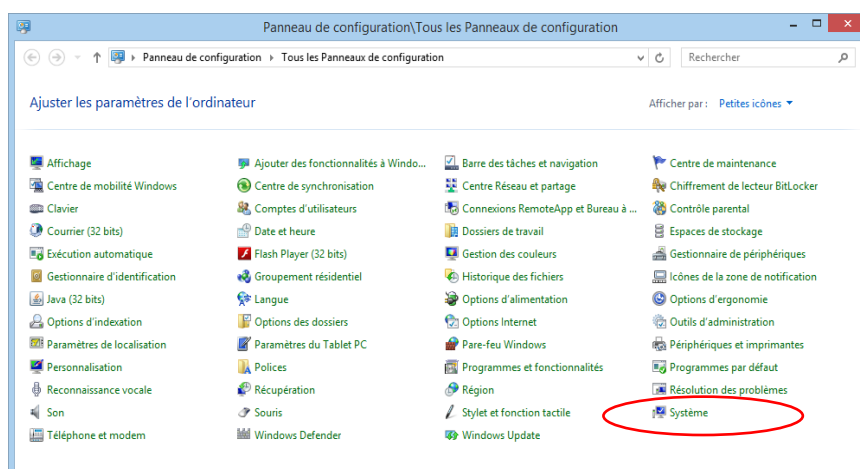 Panneau de configuration\Tous les Panneaux de configuration
Panneau de configuration Tous les Panneaux de configuration Rechercher
Ajuster les paramètres de l'ordinateur Afficher par : Petites icônes
Affichage Ajouter des fonctionnalités à Windo... Barre des tâches et navigation Centre de maintenance
Centre de mobilité Windows Centre de synchronisation Centre Réseau et partage Chiffrement de lecteur BitLocker
Clavier Comptes d'utilisateurs Connexions RemoteApp et Bureau à ... Contrôle parental
Courrier (32 bits) Date et heure Dossiers de travail Espaces de stockage
Exécution automatique Flash Player (32 bits) Gestion des couleurs Gestionnaire de périphériques
Gestionnaire d'identification Groupement résidentiel Historique des fichiers Icônes de la zone de notification
Java (32 bits) Langue Options d'alimentation Options d'ergonomie
Options d'indexation Options des dossiers Options Internet Outils d'administration
Paramètres de localisation Paramètres du Tablet PC Pare-feu Windows Périphériques et imprimantes
Personnalisation Polices Programmes et fonctionnalités Programmes par défaut
Reconnaissance vocale Récupération Région Résolution des problèmes
Son Souris Stylet et fonction tactile Système
Téléphone et modem Windows Defender Windows Update